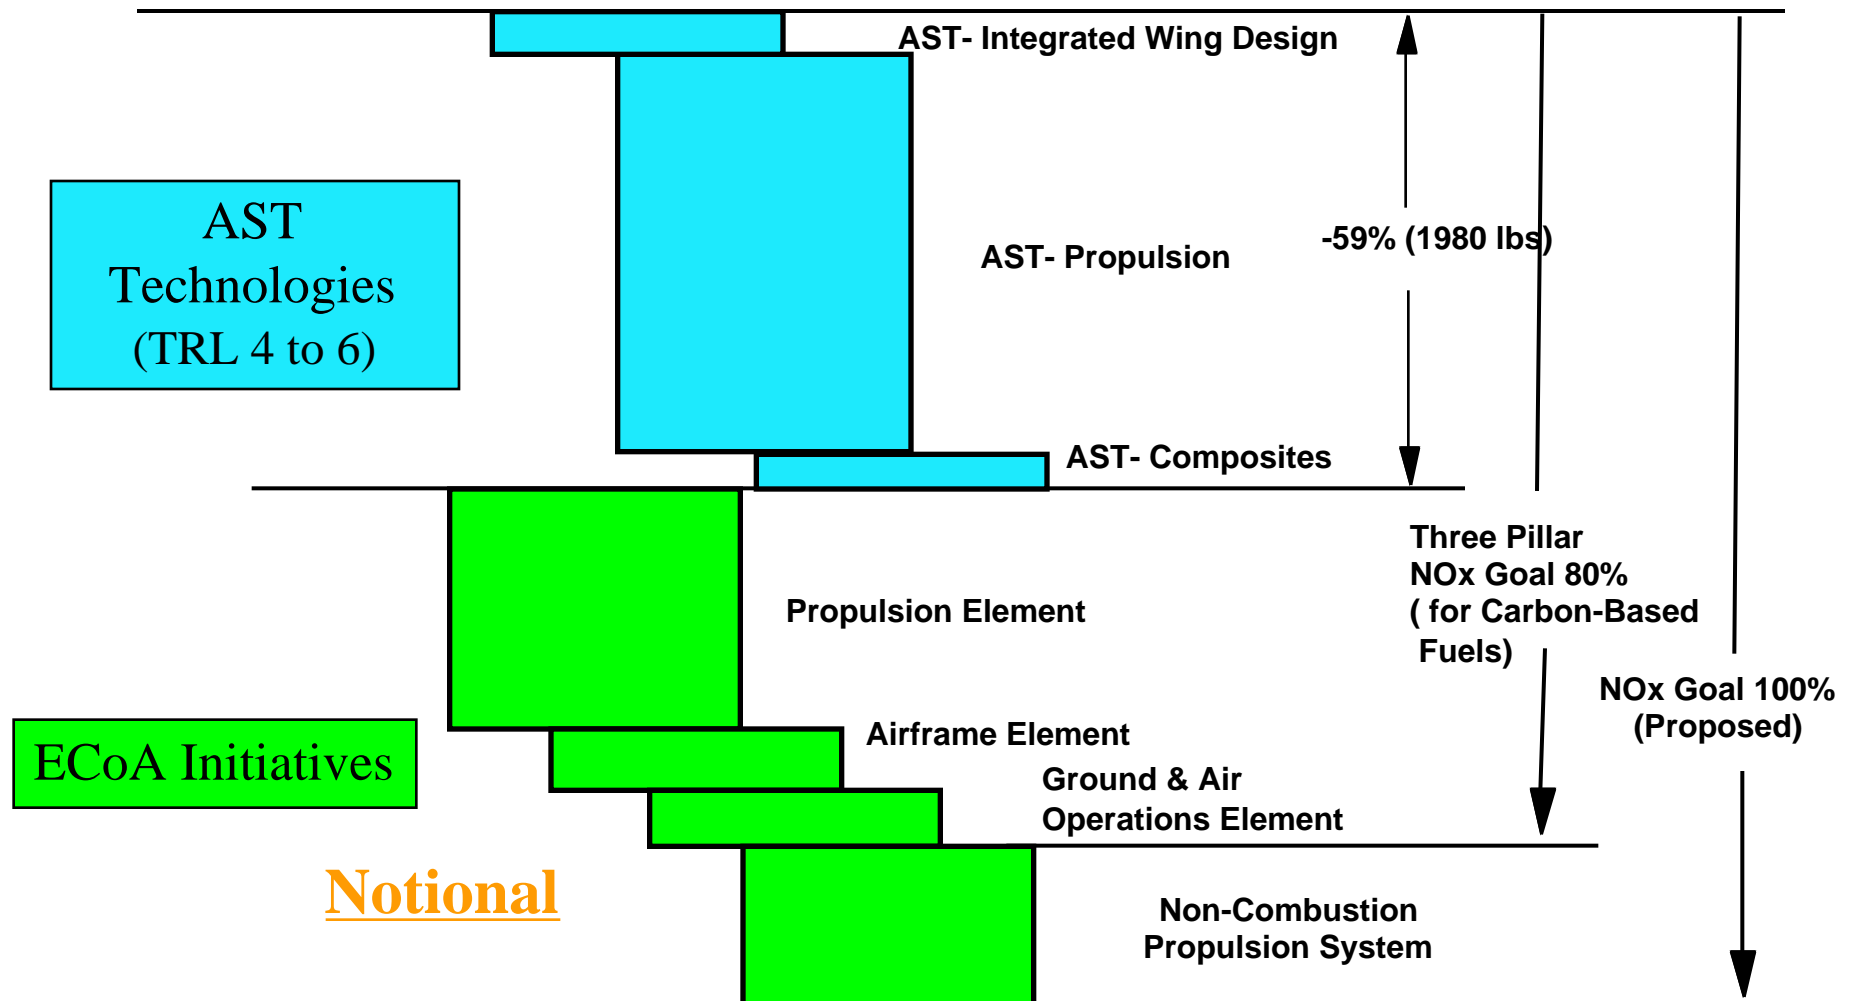 AST- Integrated Wing Design
AST
Technologies
(TRL 4 to 6)
AST- Propulsion
-59% (1980 lbs)
AST- Composites
Three Pillar
NOx Goal 80%
( for Carbon-Based
Fuels)
Propulsion Element
NOx Goal 100%
(Proposed)
ECoA Initiatives
Airframe Element
Ground & Air
Operations Element
Notional
Non-Combustion
Propulsion System